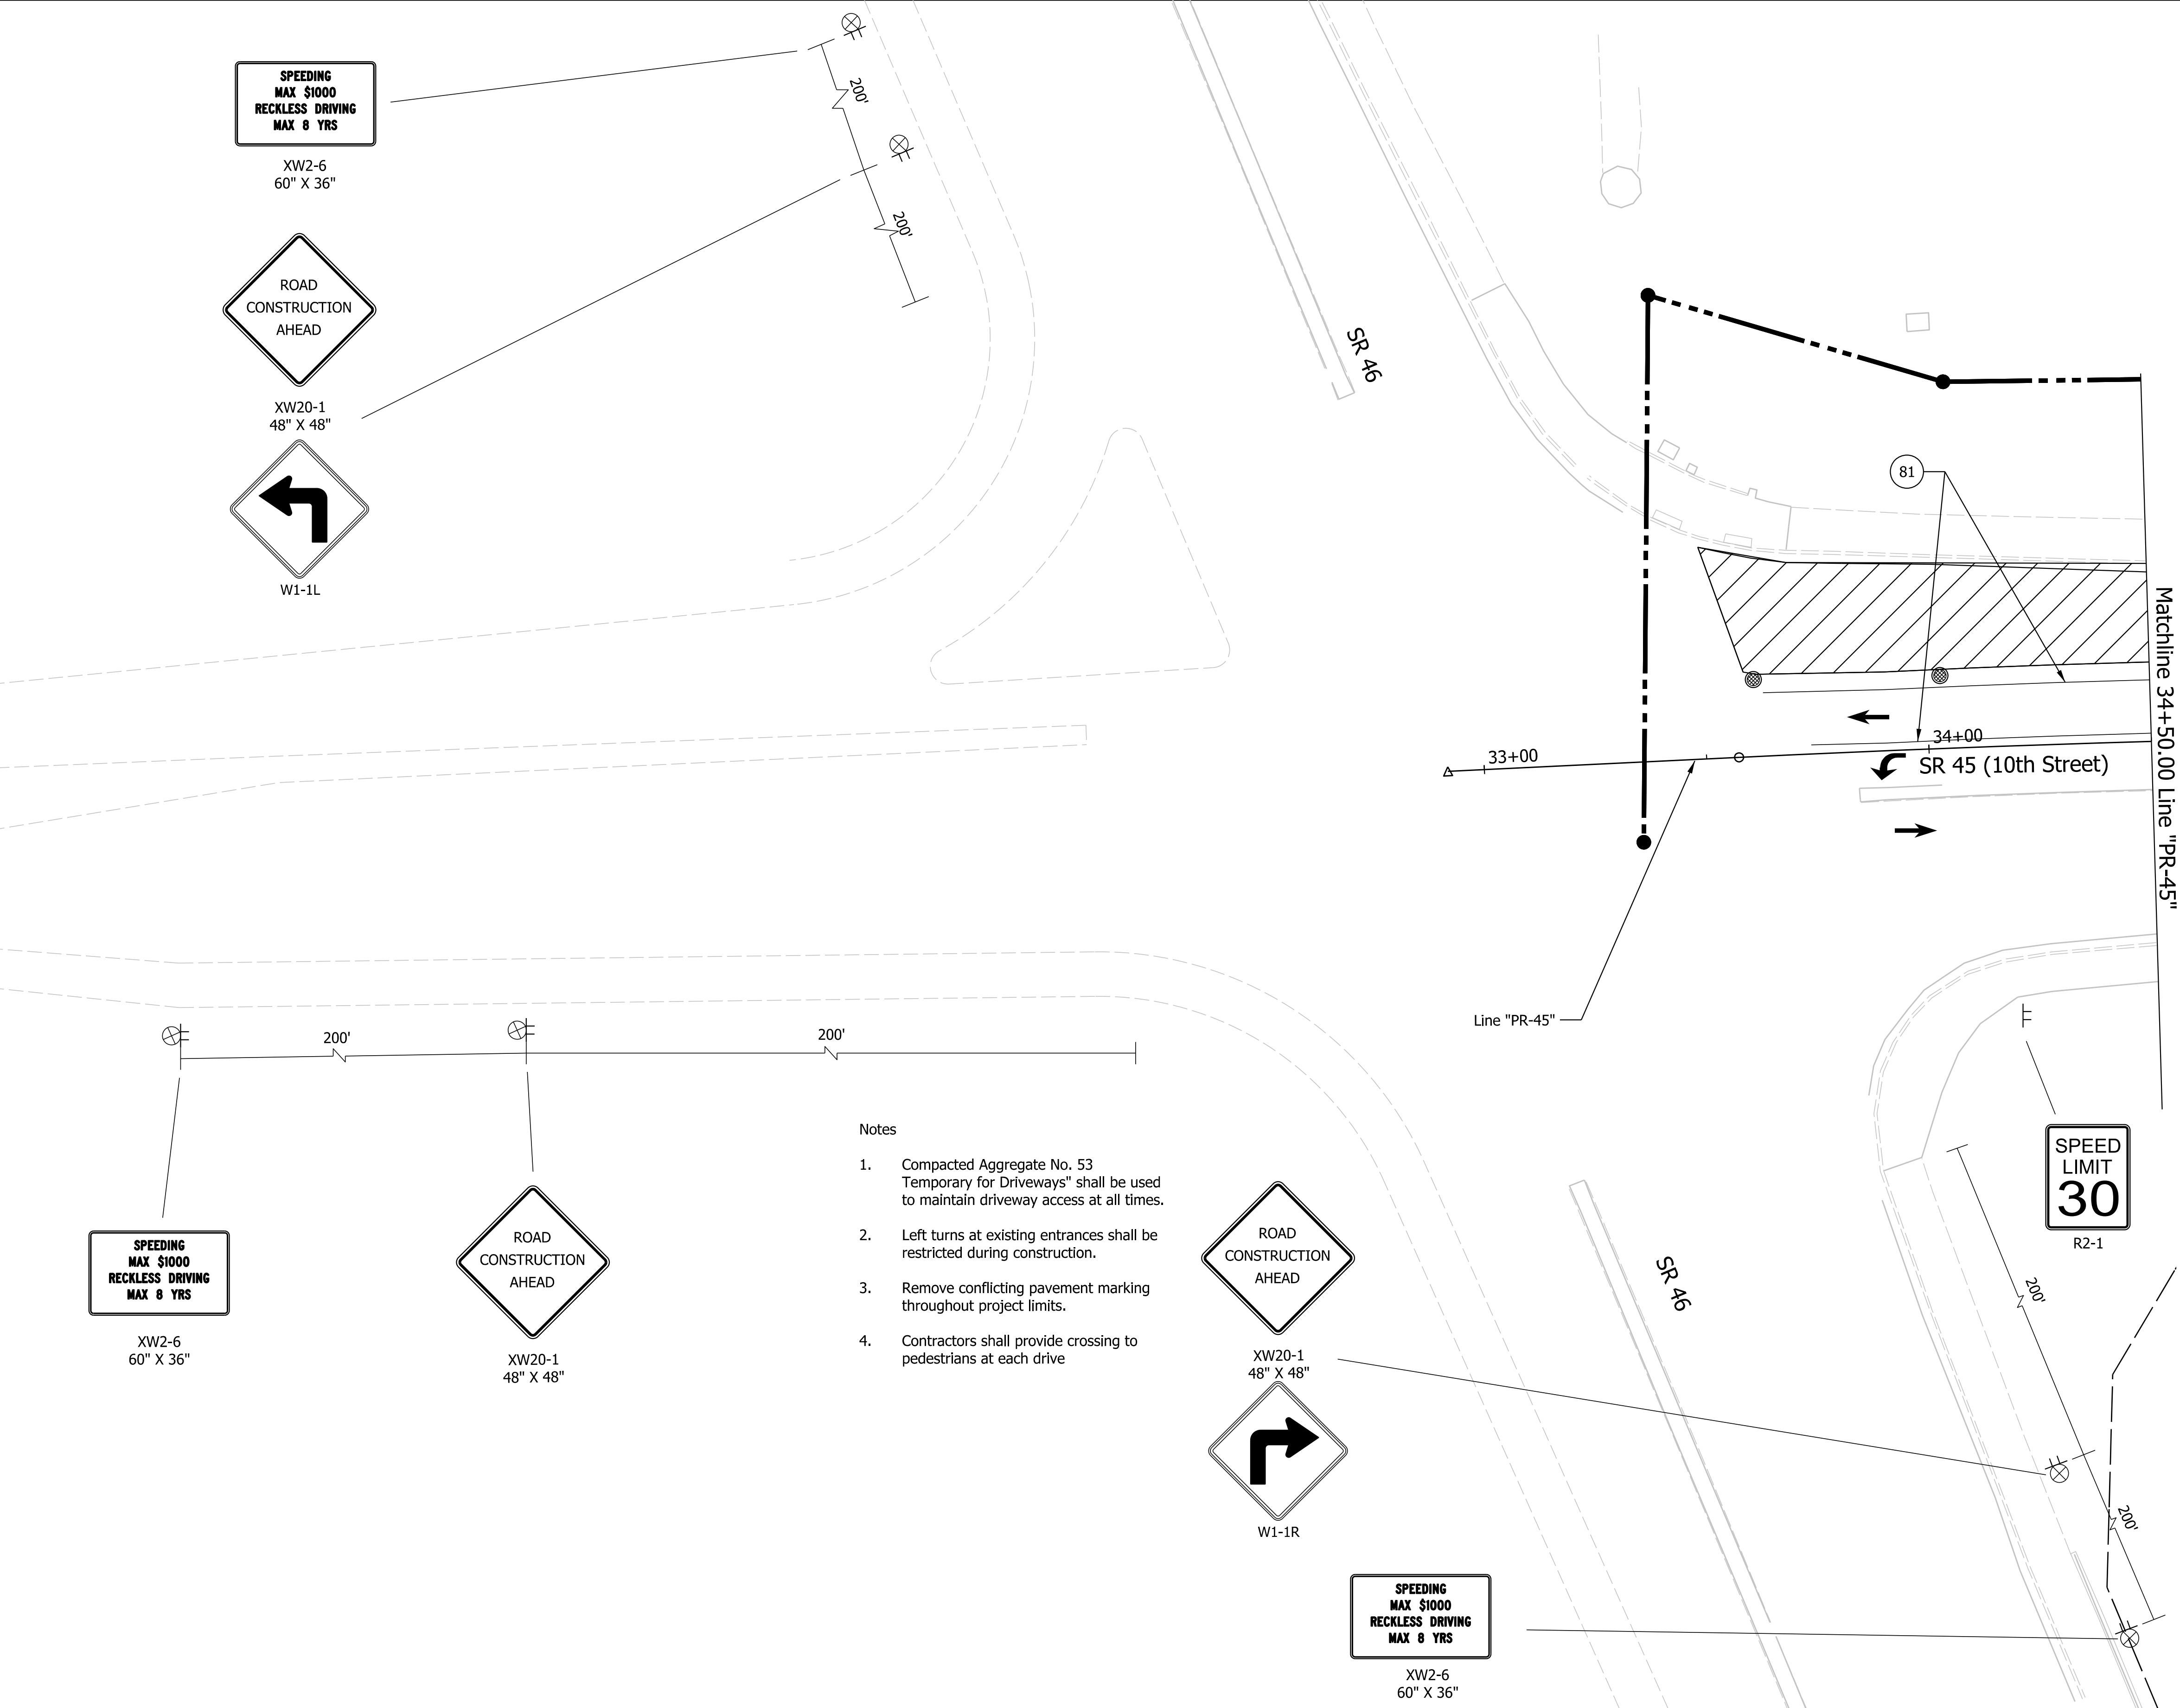 SPEEDING
MAX $1000
RECKLESS DRIVING
MAX 8 YRS
XW2-6
60" X 36"
ROAD
CONSTRUCTION
AHEAD
XW20-1
48" X 48"
W1-1L
200'
200'
SR 46
81
33+00
34+00
SR 45 (10th Street)
Matchline 34+50.00 Line "PR-45"
Line "PR-45"
200'
200'
SPEEDING
MAX $1000
RECKLESS DRIVING
MAX 8 YRS
XW2-6
60" X 36"
ROAD
CONSTRUCTION
AHEAD
XW20-1
48" X 48"
Notes
1. Compacted Aggregate No. 53
Temporary for Driveways" shall be used
to maintain driveway access at all times.
2. Left turns at existing entrances shall be
restricted during construction.
3. Remove conflicting pavement marking
throughout project limits.
4. Contractors shall provide crossing to
pedestrians at each drive
ROAD
CONSTRUCTION
AHEAD
XW20-1
48" X 48"
W1-1R
SR 46
SPEED
LIMIT
30
R2-1
200'
200'
SPEEDING
MAX $1000
RECKLESS DRIVING
MAX 8 YRS
XW2-6
60" X 36"